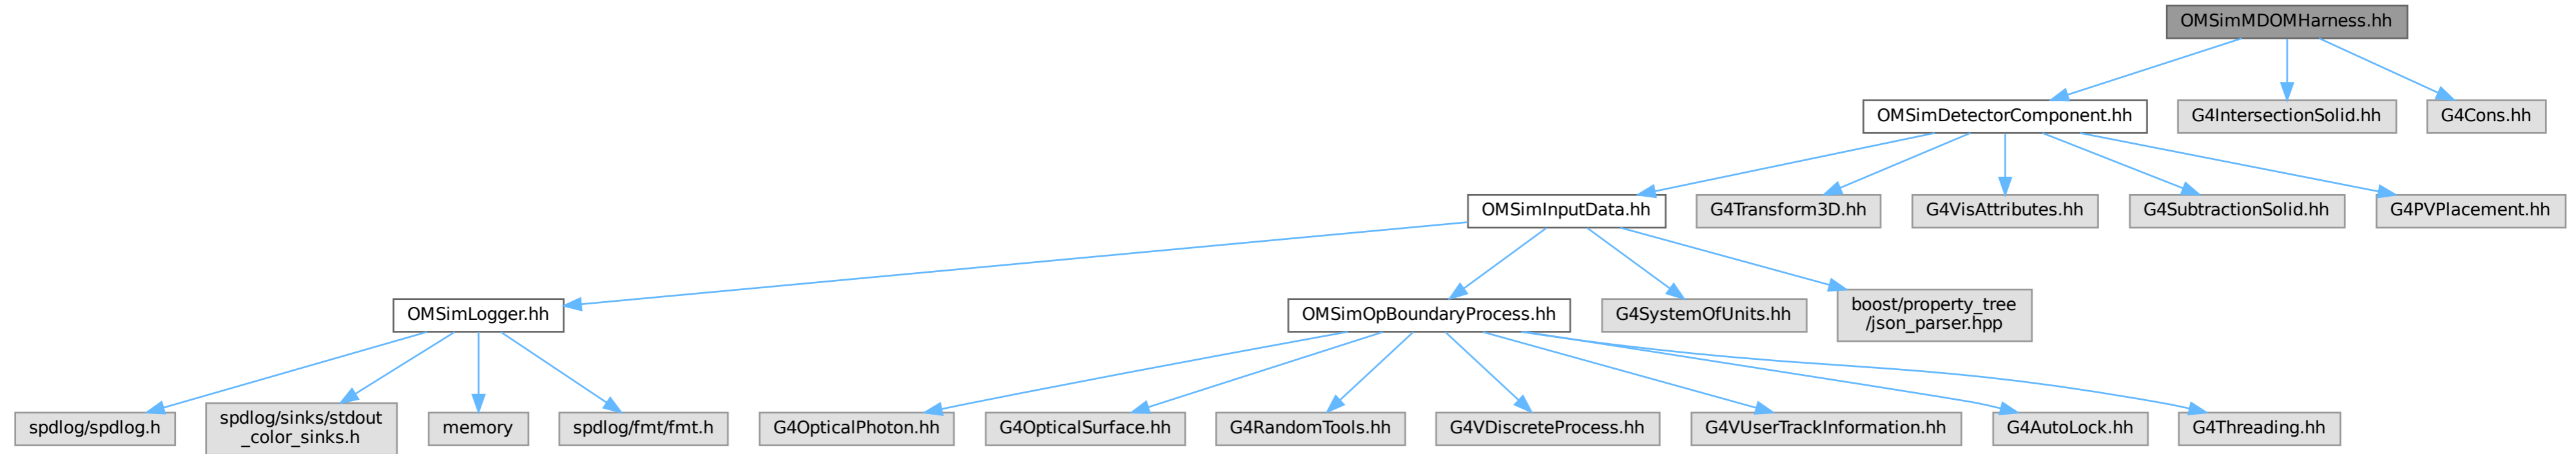 OMSimMDOMHarness.hh
OMSimDetectorComponent.hh
G4IntersectionSolid.hh
G4Cons.hh
OMSimInputData.hh
G4Transform3D.hh
G4VisAttributes.hh
G4SubtractionSolid.hh
G4PVPlacement.hh
OMSimLogger.hh
OMSimOpBoundaryProcess.hh
G4SystemOfUnits.hh
boost/property_tree
/json_parser.hpp
spdlog/spdlog.h
spdlog/sinks/stdout
_color_sinks.h
memory
spdlog/fmt/fmt.h
G4OpticalPhoton.hh
G4OpticalSurface.hh
G4RandomTools.hh
G4VDiscreteProcess.hh
G4VUserTrackInformation.hh
G4AutoLock.hh
G4Threading.hh